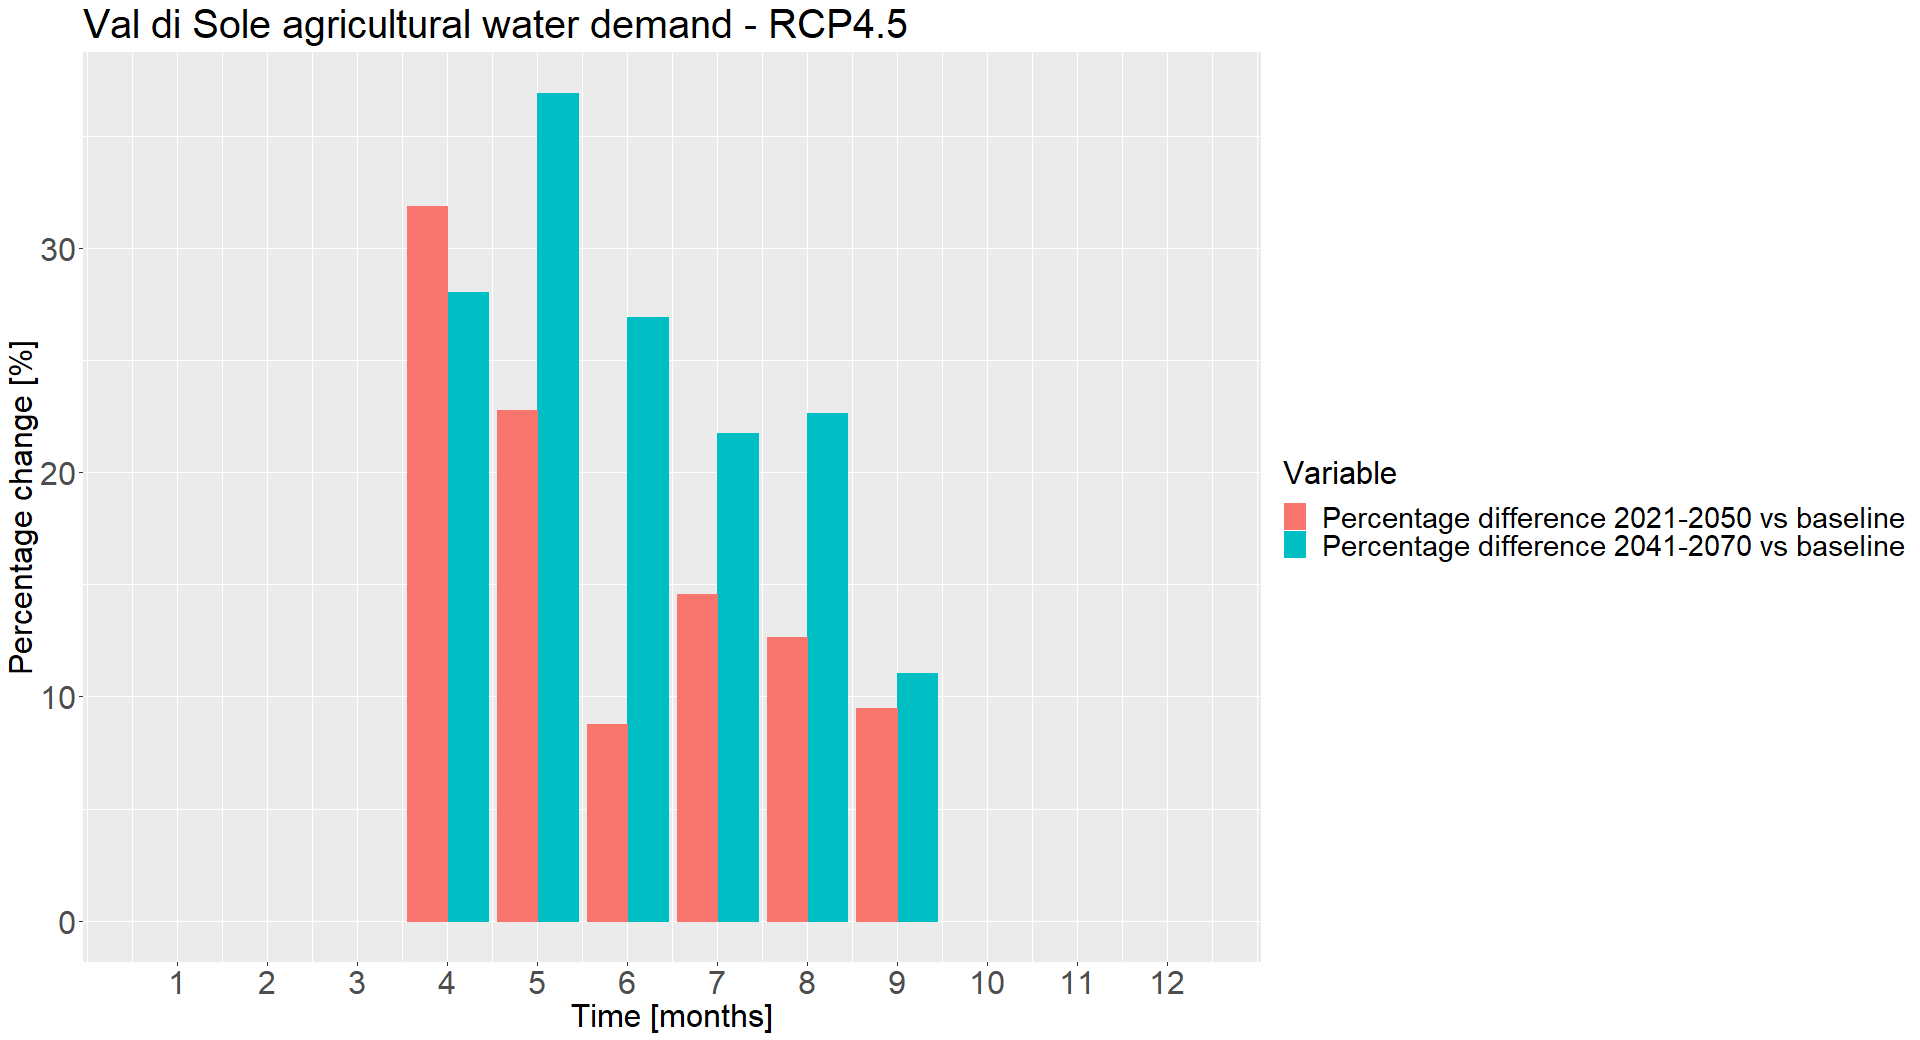 Val di Sole agricultural water demand - RCP4.5
Percentage change [%]
30
20
10
0
1 2 3 4 5 6 7 8 9 10 11 12
Time [months]
Variable
Percentage difference 2021-2050 vs baseline
Percentage difference 2041-2070 vs baseline